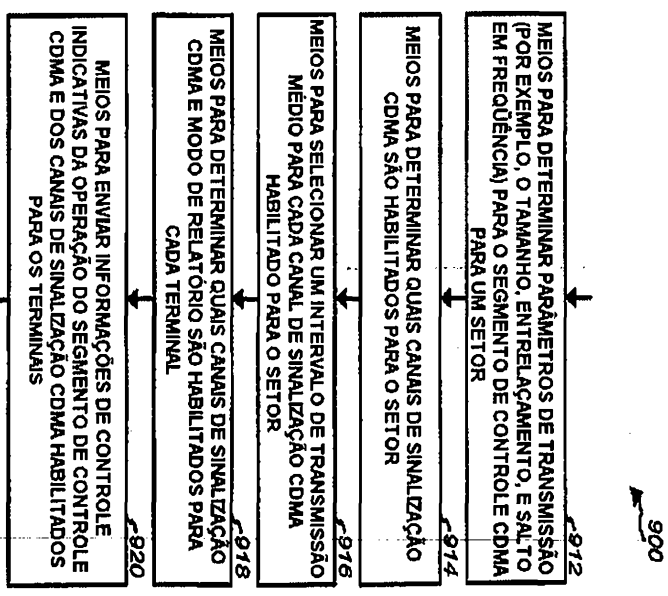 900
912
MEIOS PARA DETERMINAR PARÂMETROS DE TRANSMISSÃO
(POR EXEMPLO, O TAMANHO, ENTRELAÇAMENTO, E SALTO
EM FREQÜÊNCIA) PARA O SEGMENTO DE CONTROLE CDMA
PARA UM SETOR
914
MEIOS PARA DETERMINAR QUAIS CANAIS DE SINALIZAÇÃO
CDMA SÃO HABILITADOS PARA O SETOR
916
MEIOS PARA SELECIONAR UM INTERVALO DE TRANSMISSÃO
MÉDIO PARA CADA CANAL DE SINALIZAÇÃO CDMA
HABILITADO PARA O SETOR
918
MEIOS PARA DETERMINAR QUAIS CANAIS DE SINALIZAÇÃO
CDMA E MODO DE RELATÓRIO SÃO HABILITADOS PARA
CADA TERMINAL
920
MEIOS PARA ENVIAR INFORMAÇÕES DE CONTROLE
INDICATIVAS DA OPERAÇÃO DO SEGMENTO DE CONTROLE
CDMA E DOS CANAIS DE SINALIZAÇÃO CDMA HABILITADOS
PARA OS TERMINAIS